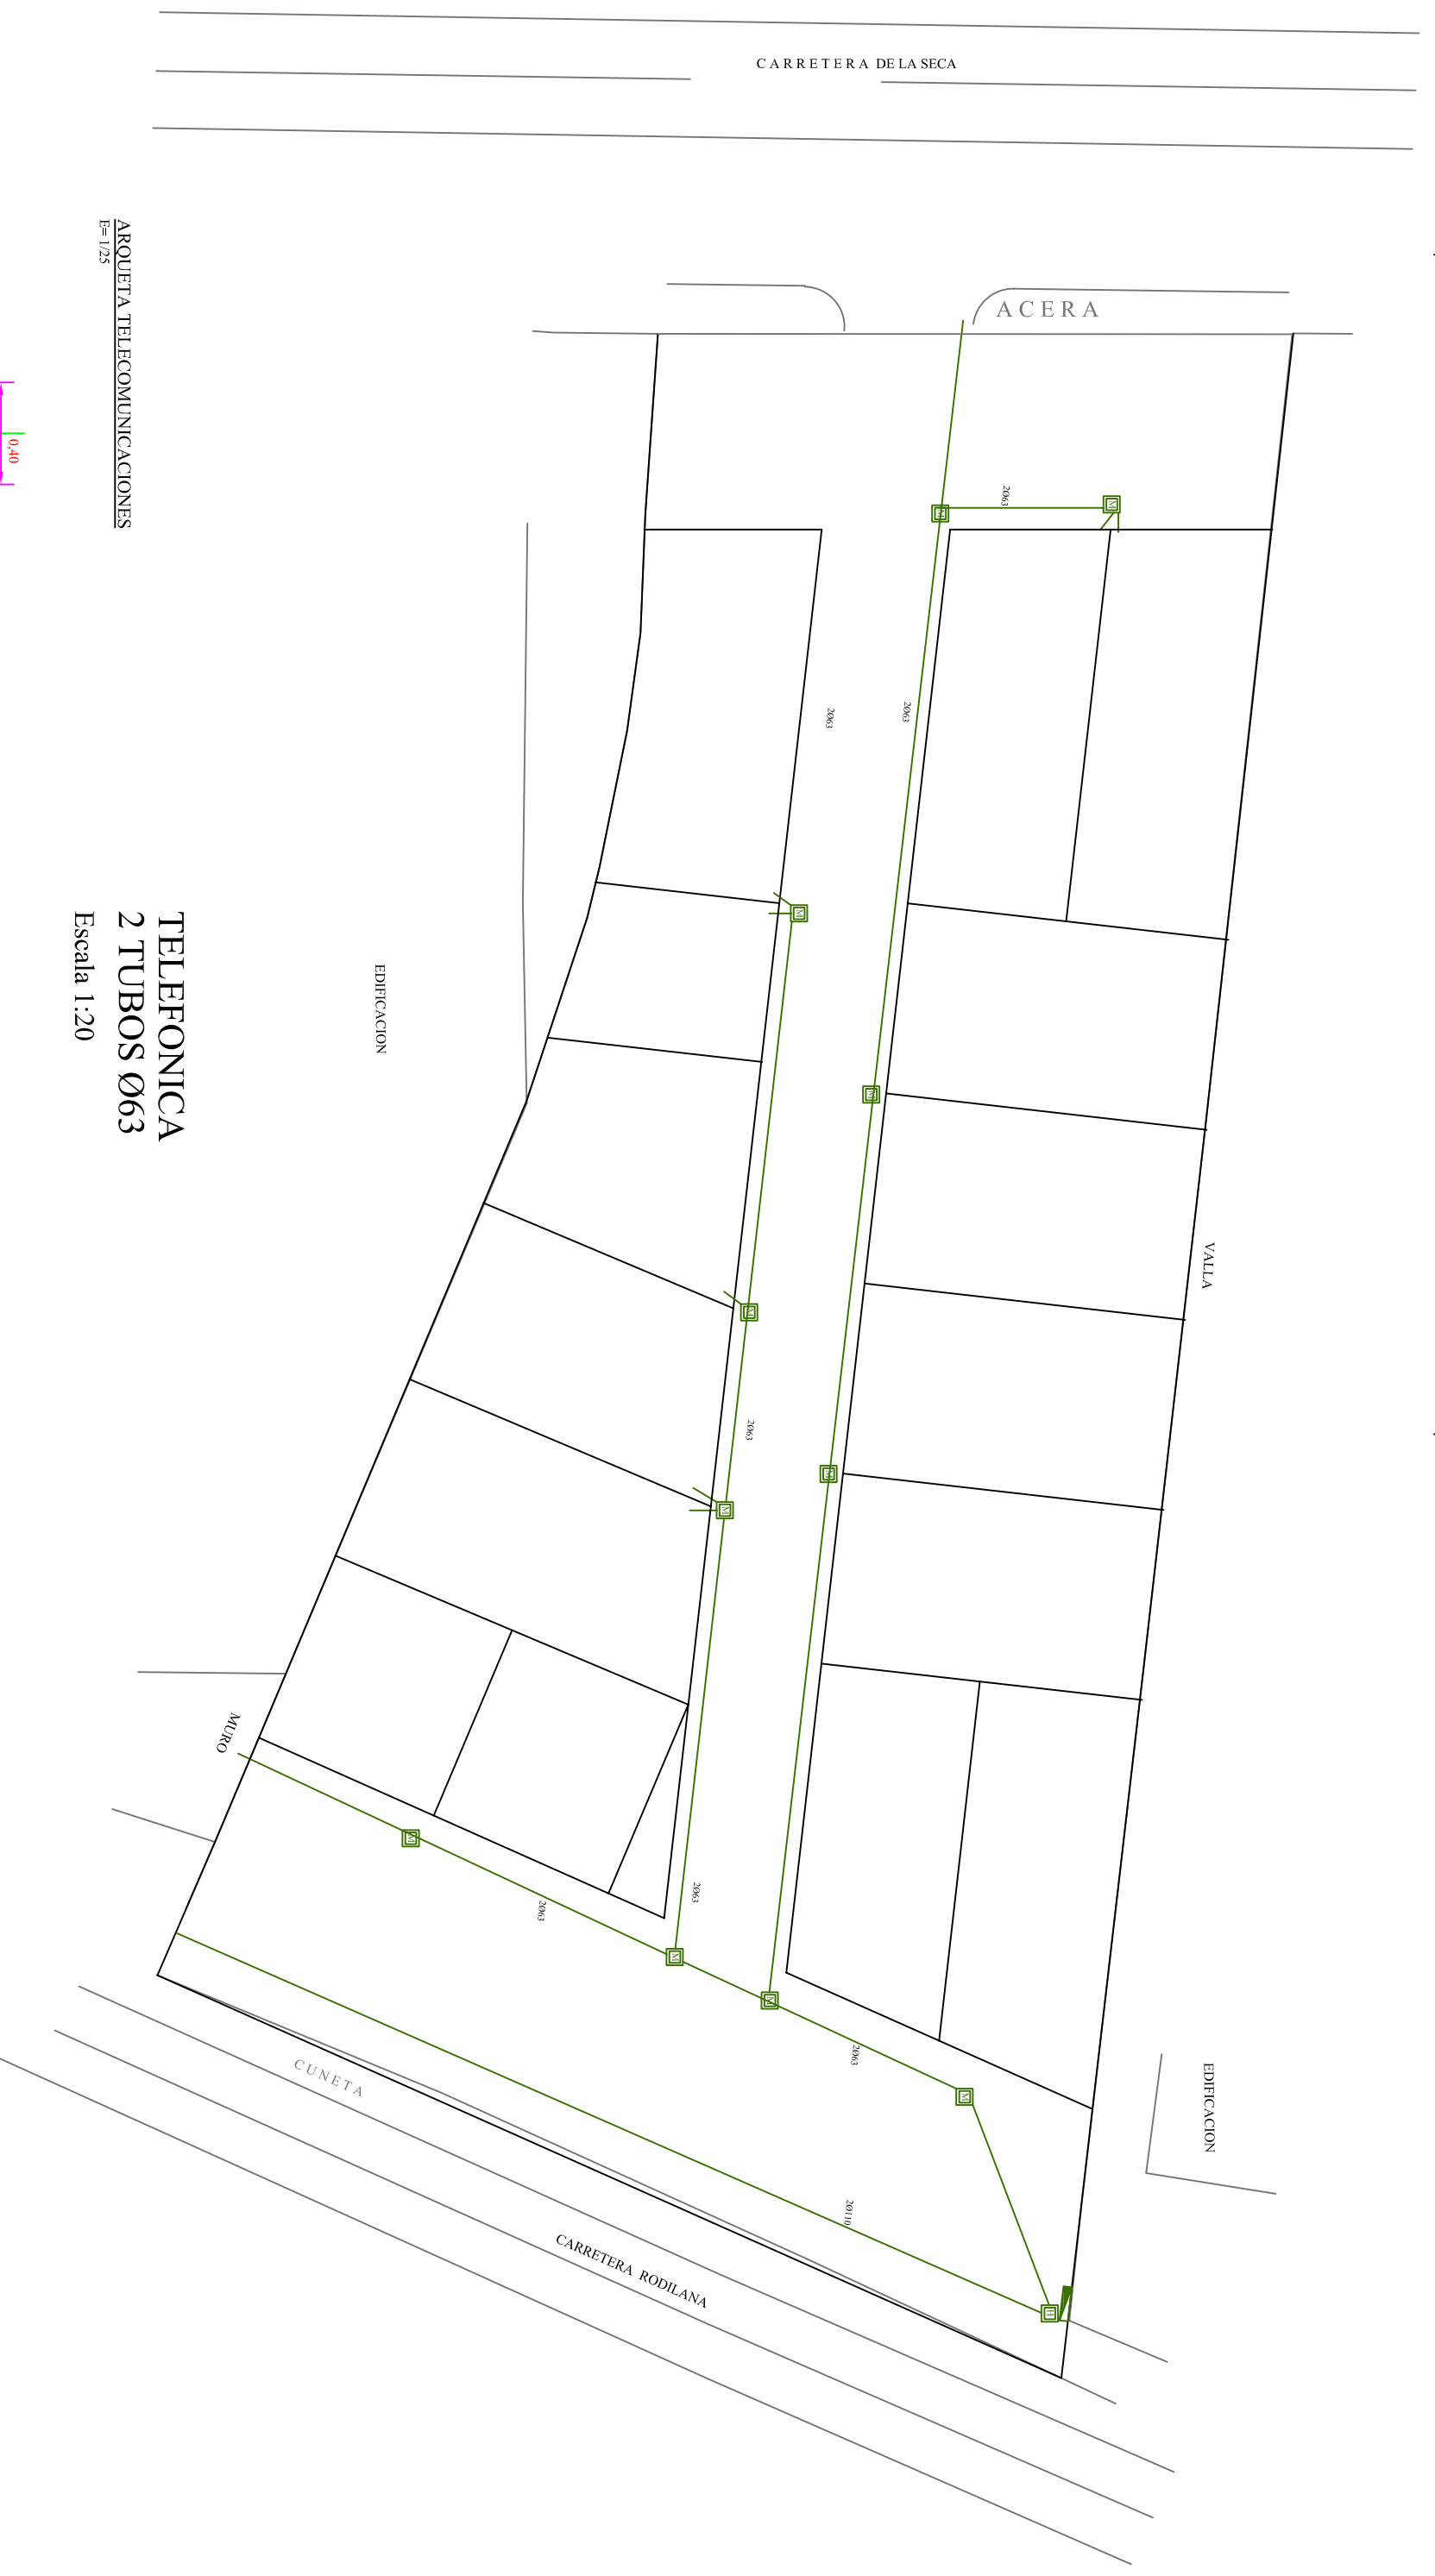 CARRETERA DE LA SECA
ACERA
ARQUETA TELECOMUNICACIONES
E= 1/25
0,40
M
M
2Ø63
2Ø63
2Ø63
M
M
M
M
M
2Ø63
VALLA
EDIFICACION
TELEFONICA
2 TUBOS Ø63
Escala 1:20
MURO
M
2Ø63
2Ø63
M
M
2Ø63
M
EDIFICACION
CUNETA
2Ø110
H
CARRETERA RODILANA